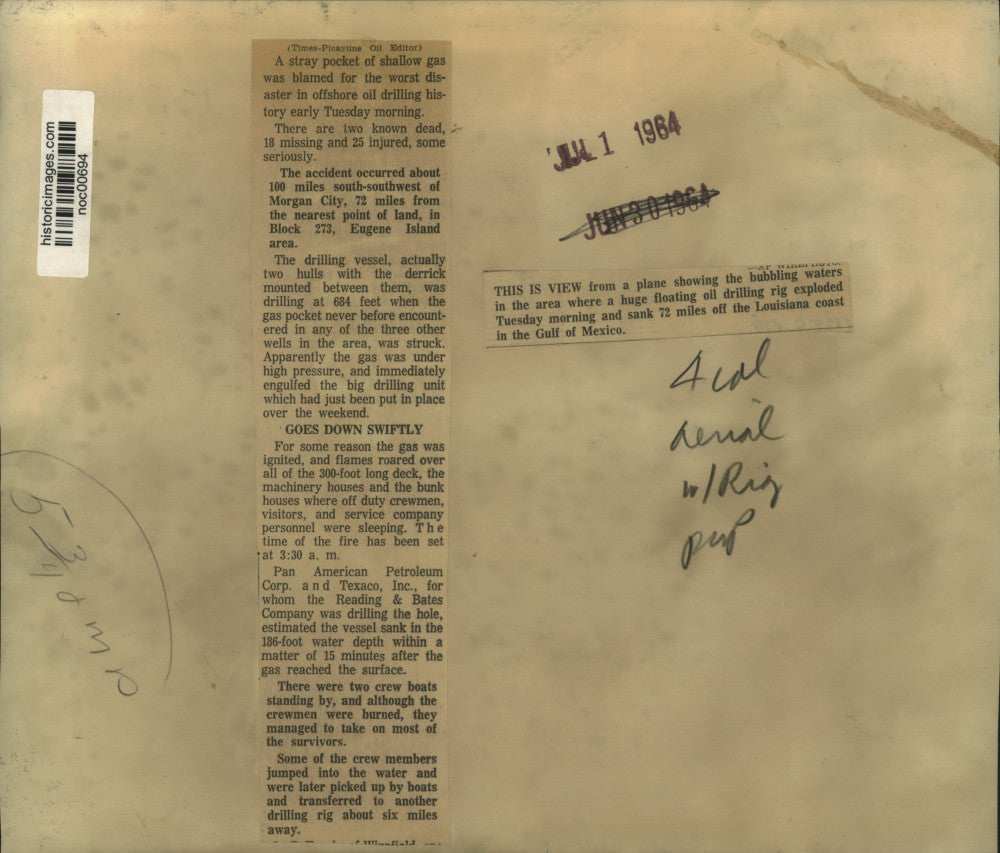 historicimages.com
noc00694
(Times-Picayune Oil Editor)
A stray pocket of shallow gas
was blamed for the worst dis-
aster in offshore oil drilling his-
tory early Tuesday morning.
There are two known dead,
18 missing and 25 injured, some
seriously.
The accident occurred about
100 miles south-southwest of
Morgan City, 72 miles from
the nearest point of land, in
Block 273, Eugene Island
area.
The drilling vessel, actually
two hulls with the derrick
mounted between them, was
drilling at 684 feet when the
gas pocket never before encount-
ered in any of the three other
wells in the area, was struck.
Apparently the gas was under
high pressure, and immediately
engulfed the big drilling unit
which had just been put in place
over the weekend.
GOES DOWN SWIFTLY
For some reason the gas was
ignited, and flames roared over
all of the 300-foot long deck, the
machinery houses and the bunk
houses where off duty crewmen,
visitors, and service company
personnel were sleeping. The
time of the fire has been set
at 3:30 a. m.
Pan American Petroleum
Corp. and Texaco, Inc., for
whom the Reading & Bates
Company was drilling the hole,
estimated the vessel sank in the
186-foot water depth within a
matter of 15 minutes after the
gas reached the surface.
There were two crew boats
standing by, and although the
crewmen were burned, they
managed to take on most of
the survivors.
Some of the crew members
jumped into the water and
were later picked up by boats
and transferred to another
drilling rig about six miles
away.
JUL 1 1964
JUN 30 1964
—AP WIREPHOTO.
THIS IS VIEW from a plane showing the bubbling waters
in the area where a huge floating oil drilling rig exploded
Tuesday morning and sank 72 miles off the Louisiana coast
in the Gulf of Mexico.
4 col
aerial
w/Rig